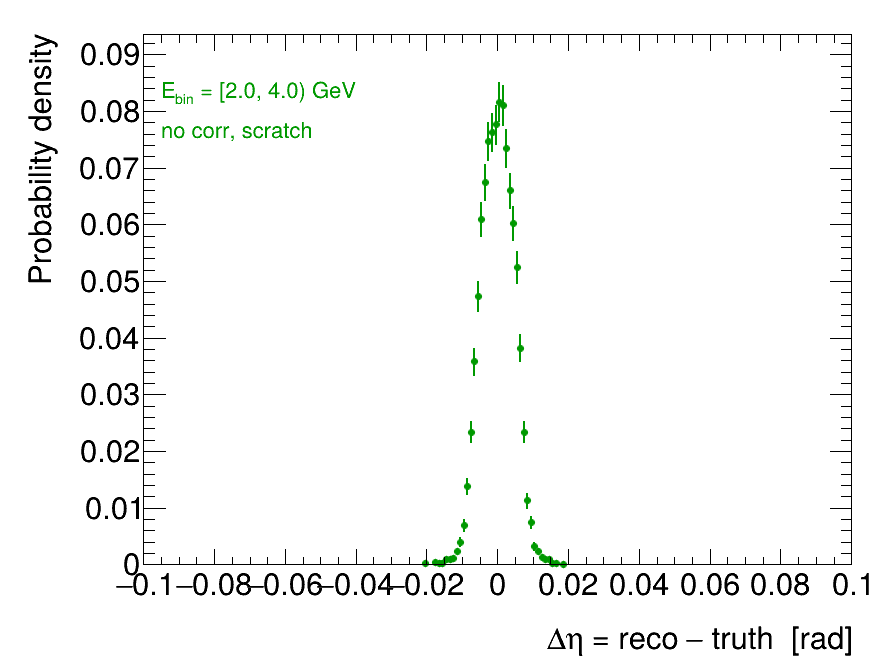 Probability density
0.09
0.08
0.07
0.06
0.05
0.04
0.03
0.02
0.01
0
E_bin = [2.0, 4.0) GeV
no corr, scratch
−0.1 −0.08 −0.06 −0.04 −0.02 0 0.02 0.04 0.06 0.08 0.1
Δη = reco − truth [rad]